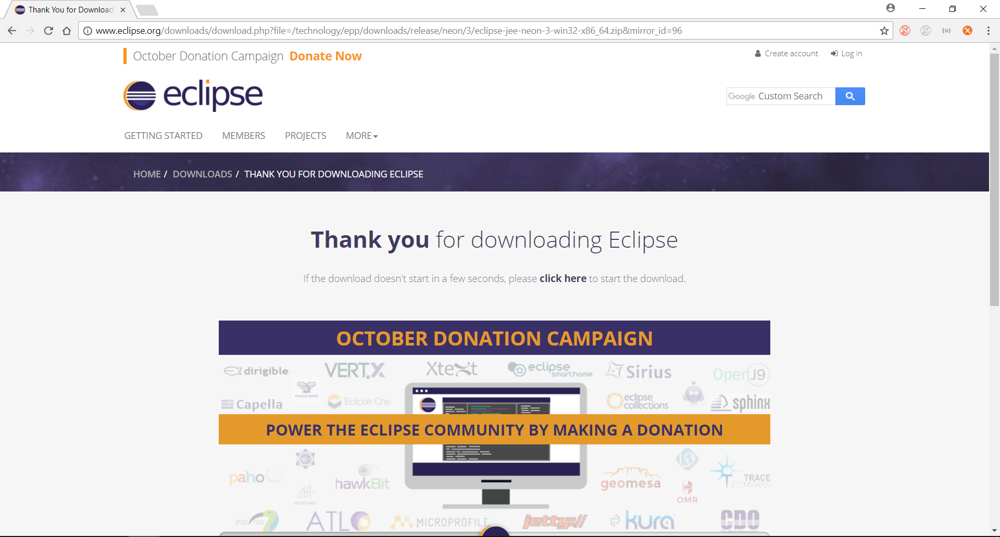 Thank You for Download
www.eclipse.org/downloads/download.php?file=/technology/epp/downloads/release/neon/3/eclipse-jee-neon-3-win32-x86_64.zip&mirror_id=96
October Donation Campaign Donate Now
Create account Log in
eclipse
Google Custom Search
GETTING STARTED MEMBERS PROJECTS MORE
HOME / DOWNLOADS / THANK YOU FOR DOWNLOADING ECLIPSE
Thank you for downloading Eclipse
If the download doesn't start in a few seconds, please click here to start the download.
OCTOBER DONATION CAMPAIGN
dirigible VERT.X Xtext eclipse smarthome Sirius OpenJ9
PACKAGE DRONE
Capella Eclipse Che eclipse collections sphinx
POWER THE ECLIPSE COMMUNITY BY MAKING A DONATION
paho hawkBit geomesa TRACE COMPASS
sensiNact OMR
papyrus ATL MICROPROFILE jetty:// kura CDO